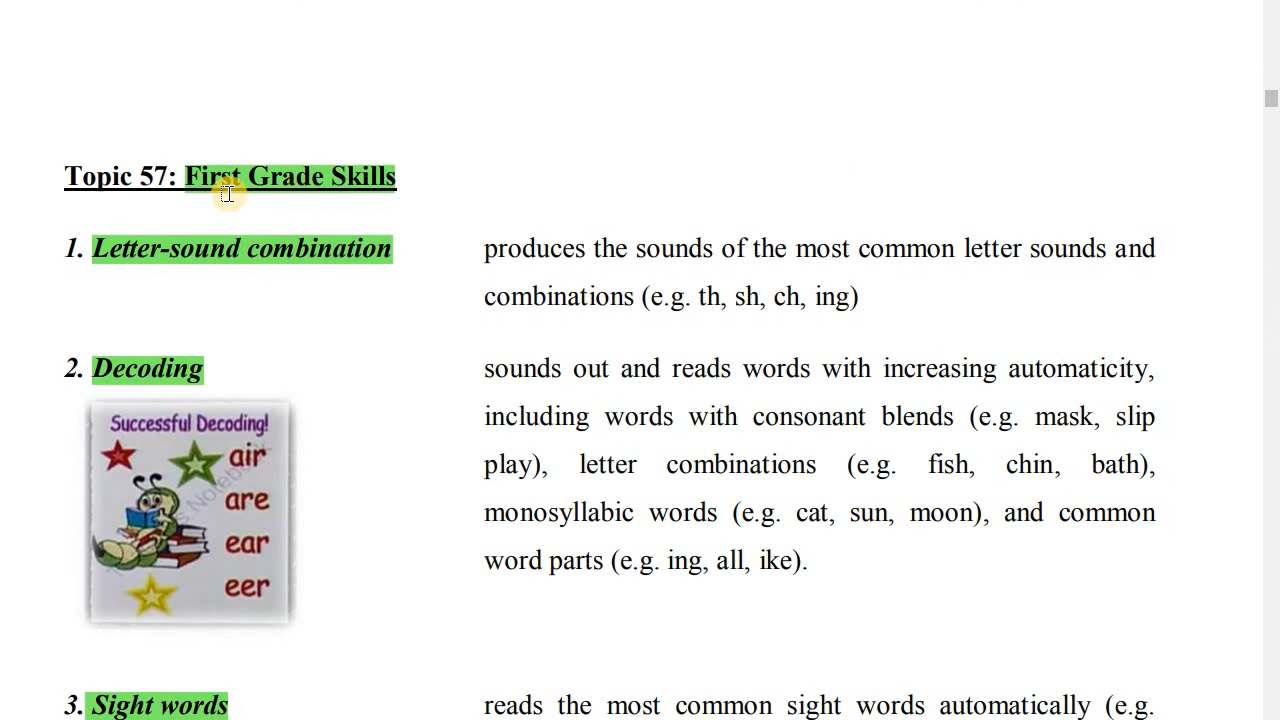 Topic 57: First Grade Skills
1. Letter-sound combination
produces the sounds of the most common letter sounds and
combinations (e.g. th, sh, ch, ing)
2. Decoding
sounds out and reads words with increasing automaticity,
including words with consonant blends (e.g. mask, slip
play), letter combinations (e.g. fish, chin, bath),
monosyllabic words (e.g. cat, sun, moon), and common
word parts (e.g. ing, all, ike).
Successful Decoding!
air
are
ear
eer
3. Sight words
reads the most common sight words automatically (e.g.